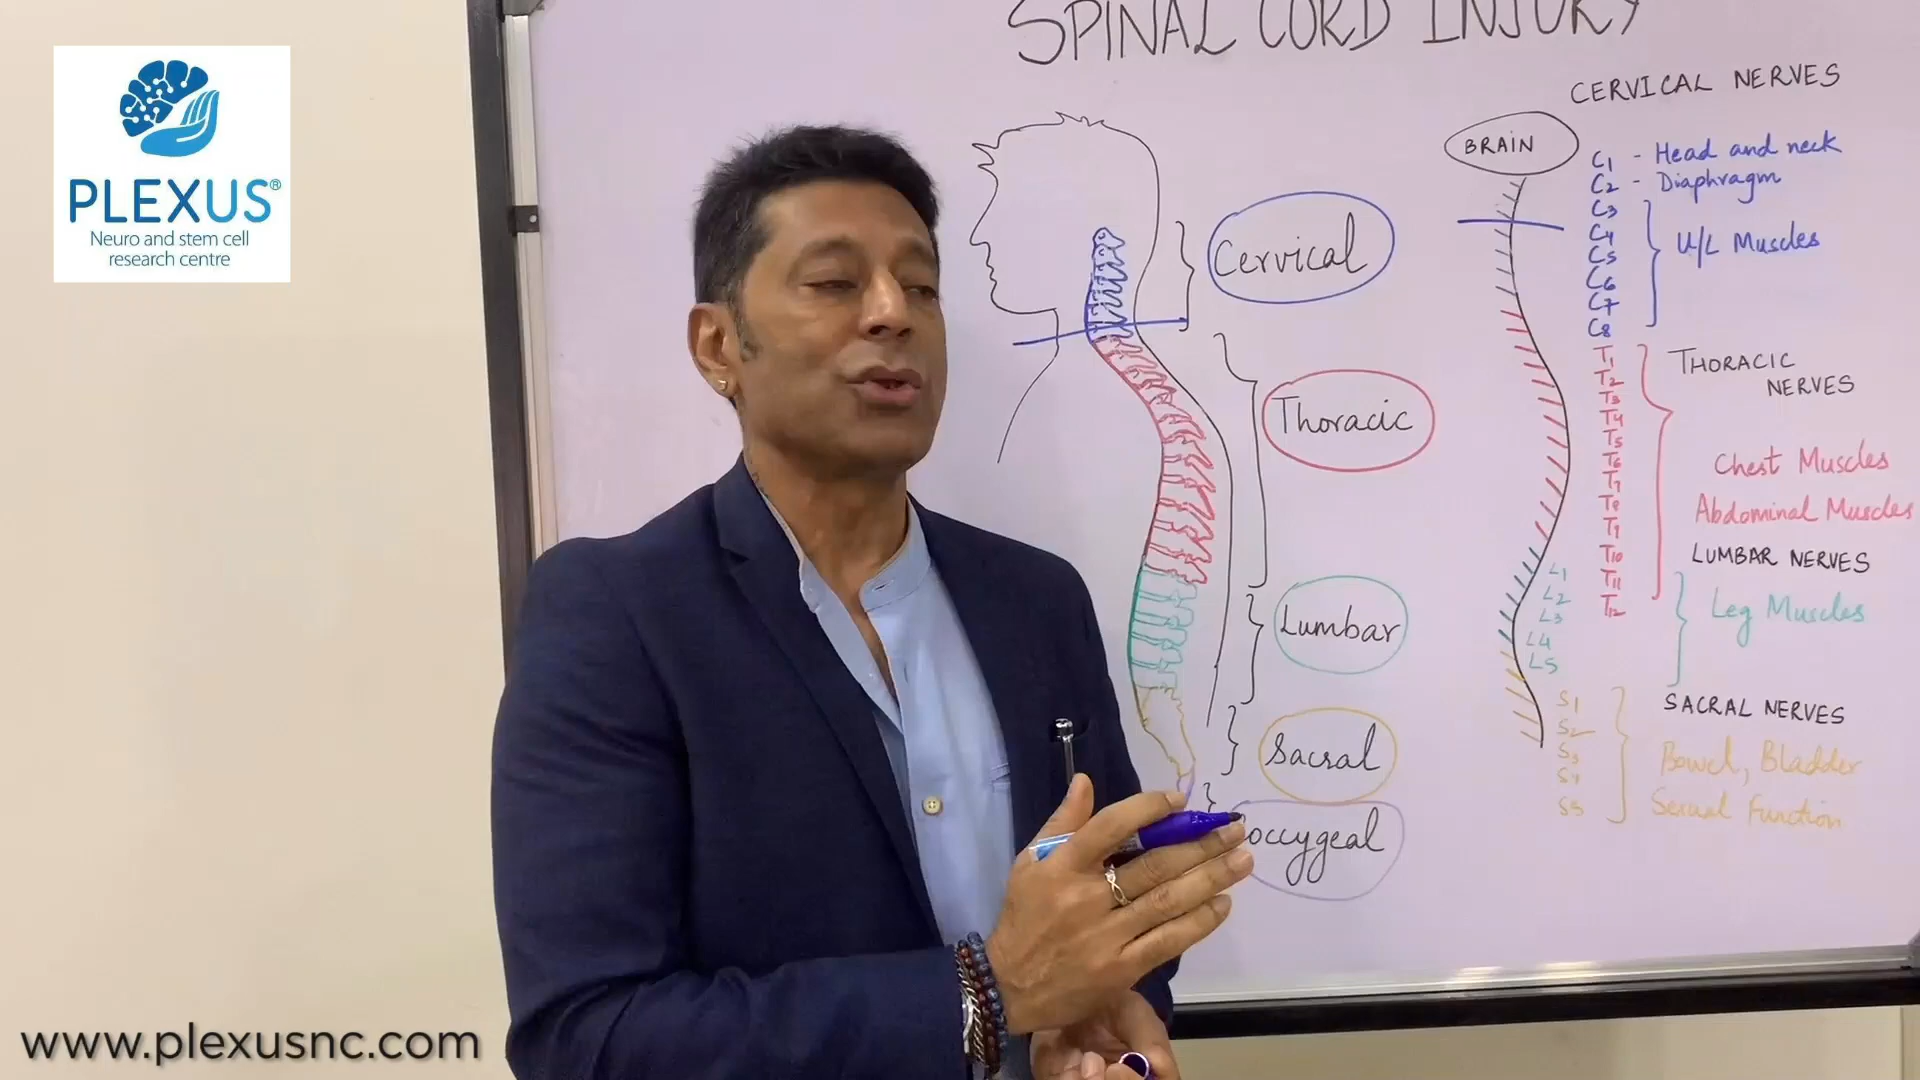 PLEXUS®
Neuro and stem cell
research centre
SPINAL CORD INJURY
Cervical
Thoracic
Lumbar
Sacral
occygeal
BRAIN
CERVICAL NERVES
C1 - Head and neck
C2 - Diaphragm
C3
C4
U/L Muscles
C5
C6
C7
C8
T1
THORACIC
NERVES
T2
T3
T4
T5
T6
Chest Muscles
T7
T8
Abdominal Muscles
T9
T10
T11
T12
LUMBAR NERVES
L1
L2
Leg Muscles
L3
L4
L5
SACRAL NERVES
S1
S2
S3
Bowel, Bladder
S4
S5
Sexual Function
www.plexusnc.com